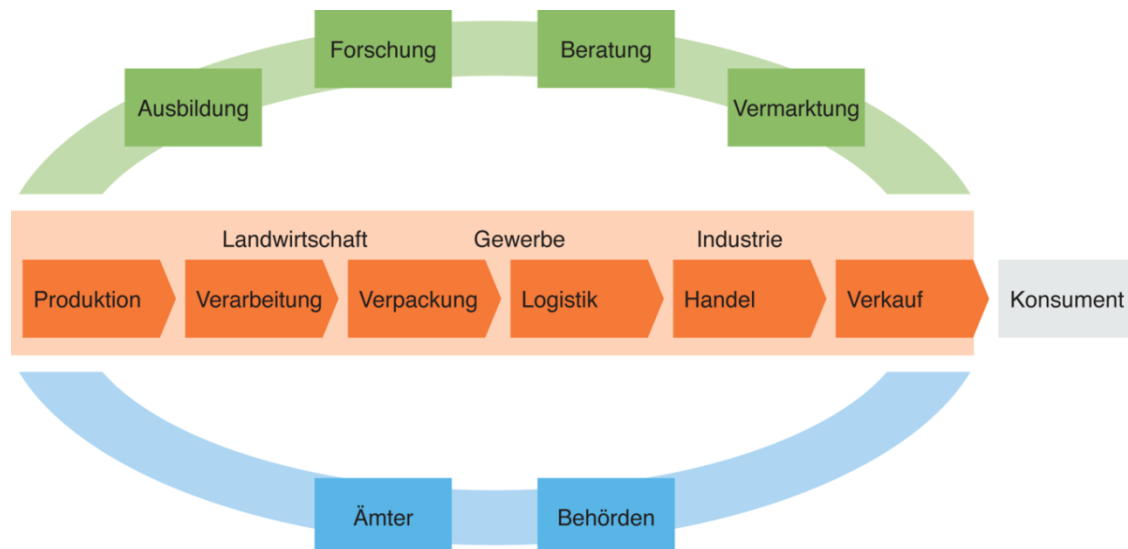 Forschung
Beratung
Ausbildung
Vermarktung
Landwirtschaft
Gewerbe
Industrie
Produktion
Verarbeitung
Verpackung
Logistik
Handel
Verkauf
Konsument
Ämter
Behörden